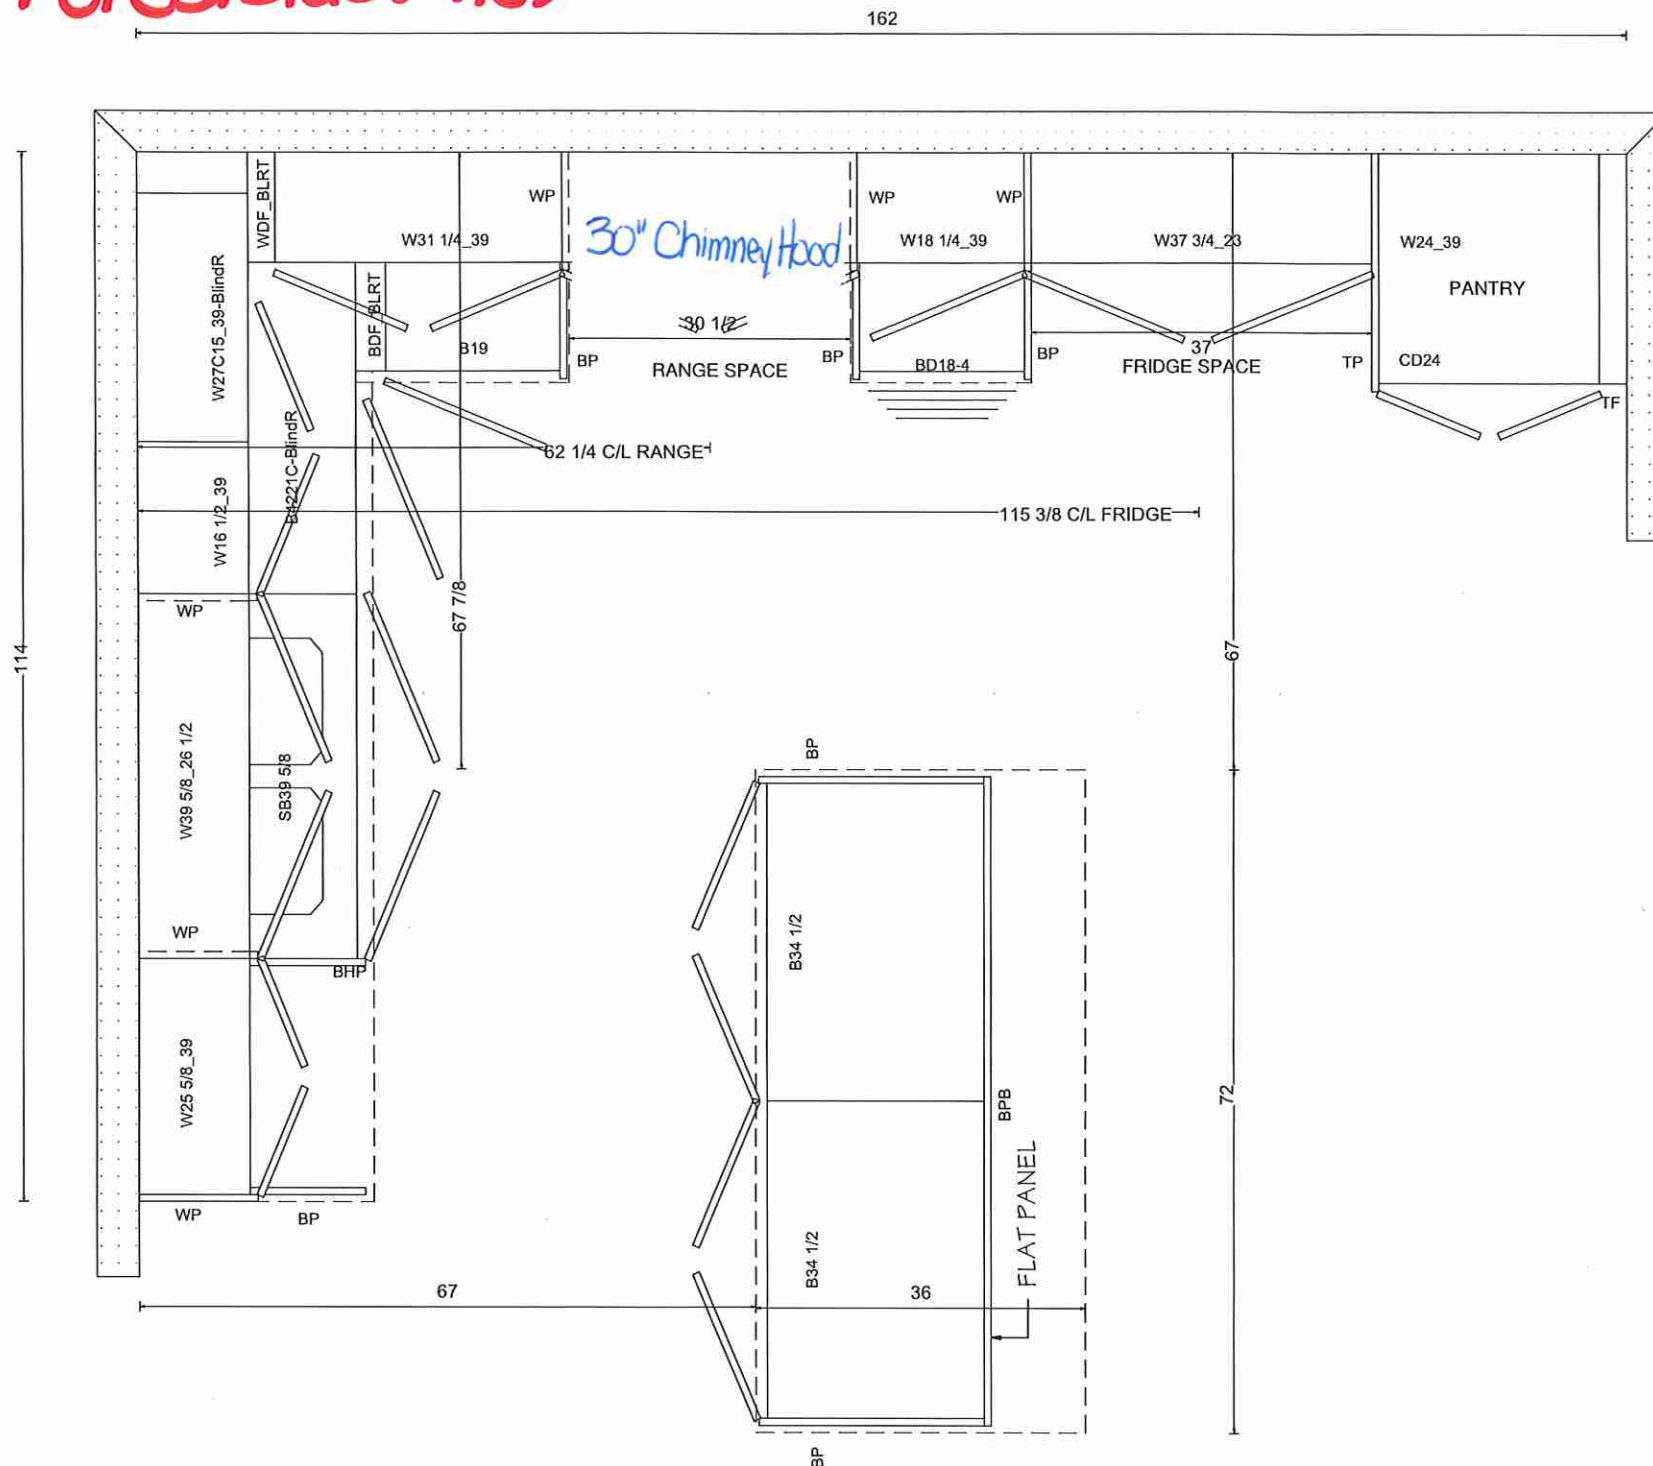 162
WDF_BLRT
WP
WP
WP
30" Chimney Hood
W31 1/4_39
W18 1/4_39
W37 3/4_23
W24_39
PANTRY
W27C15_39-BlindR
BDF_BLRT
30 1/2
B19
BP
RANGE SPACE
BP
BD18-4
BP
37
FRIDGE SPACE
TP
CD24
TF
62 1/4 C/L RANGE
B4221C-BlindR
W16 1/2_39
115 3/8 C/L FRIDGE
WP
67 7/8
114
67
W39 5/8_26 1/2
SB39 5/8
BP
WP
BHP
B34 1/2
W25 5/8_39
BPB
72
FLAT PANEL
WP
BP
B34 1/2
67
36
BP